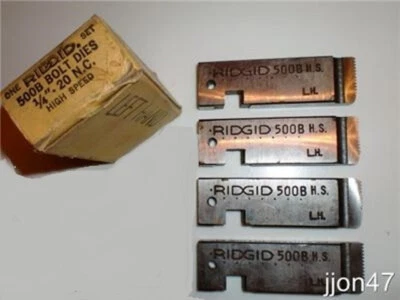 ONE RIDGID SET
500B BOLT DIES
1/4" 20 N.C.
HIGH SPEED
LEFT HAND
RIDGID 500B H.S.
L.H.
RIDGID 500B H.S.
L.H.
RIDGID 500B H.S.
L.H.
RIDGID 500B H.S.
jjon47